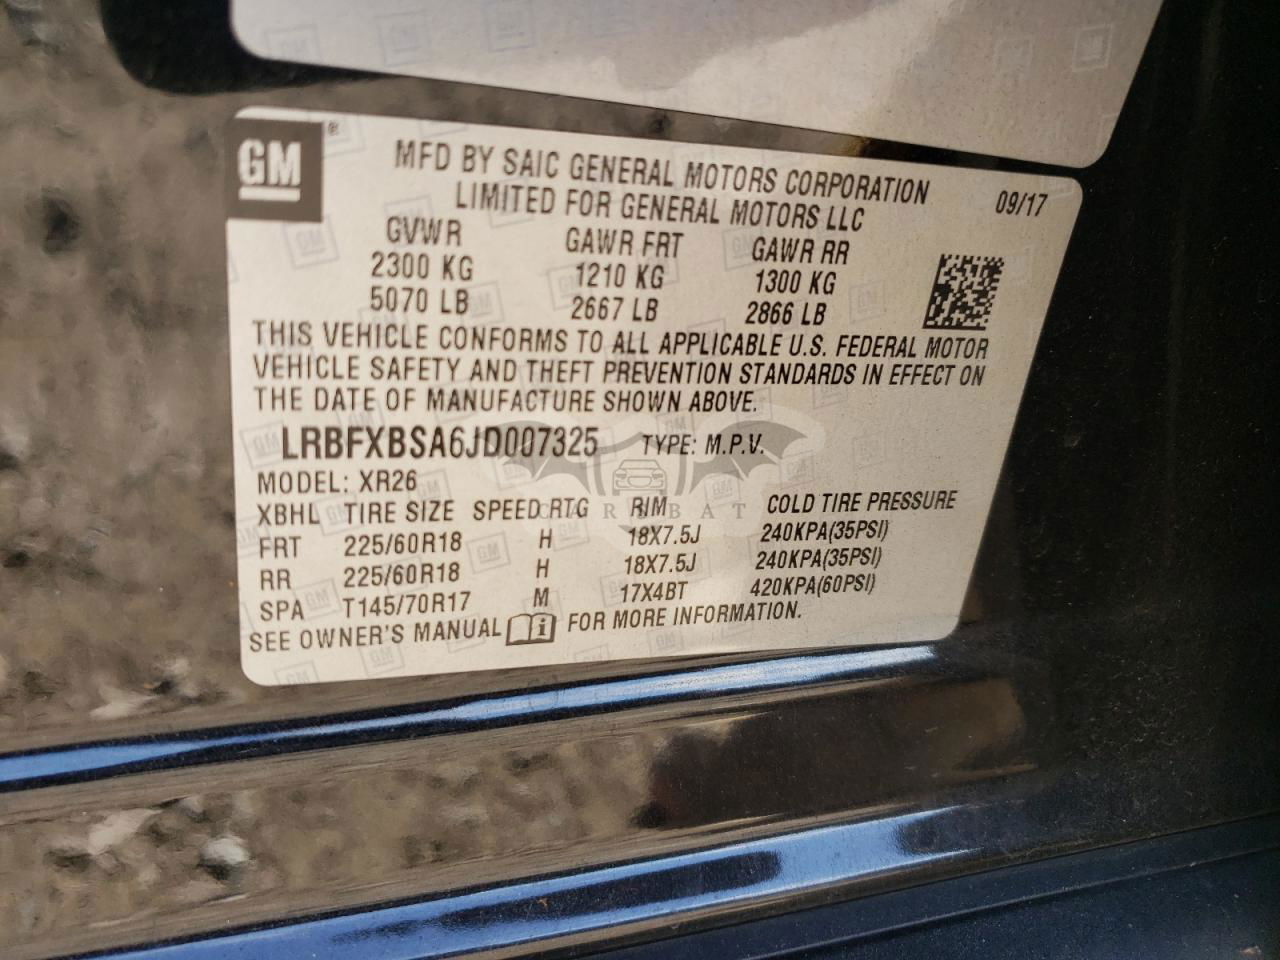 GM ®
MFD BY SAIC GENERAL MOTORS CORPORATION
LIMITED FOR GENERAL MOTORS LLC
09/17
GVWR GAWR FRT GAWR RR
2300 KG 1210 KG 1300 KG
5070 LB 2667 LB 2866 LB
THIS VEHICLE CONFORMS TO ALL APPLICABLE U.S. FEDERAL MOTOR
VEHICLE SAFETY AND THEFT PREVENTION STANDARDS IN EFFECT ON
THE DATE OF MANUFACTURE SHOWN ABOVE.
LRBFXBSA6JD007325 TYPE: M.P.V.
MODEL: XR26
XBHL TIRE SIZE SPEED RTG RIM COLD TIRE PRESSURE
FRT 225/60R18 H 18X7.5J 240KPA(35PSI)
RR 225/60R18 H 18X7.5J 240KPA(35PSI)
SPA T145/70R17 M 17X4BT 420KPA(60PSI)
SEE OWNER'S MANUAL i FOR MORE INFORMATION.
CARSBAT